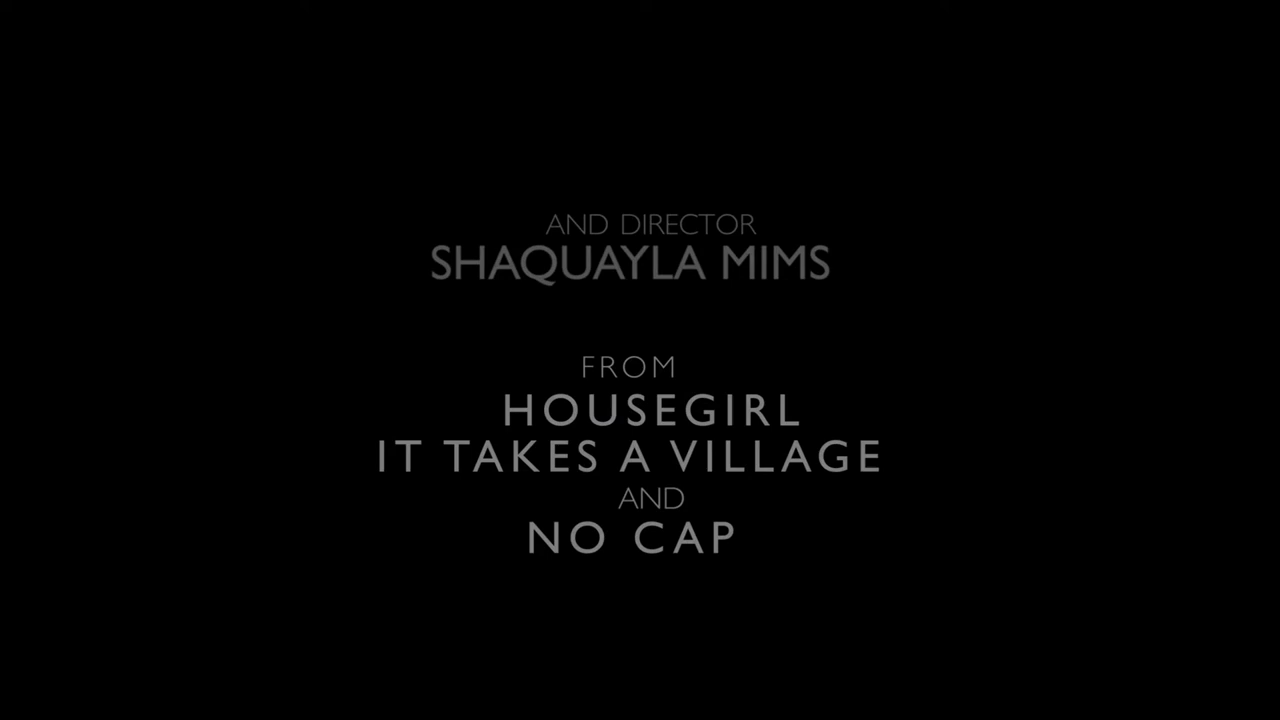 AND DIRECTOR
SHAQUAYLA MIMS
FROM
HOUSEGIRL
IT TAKES A VILLAGE
AND
NO CAP